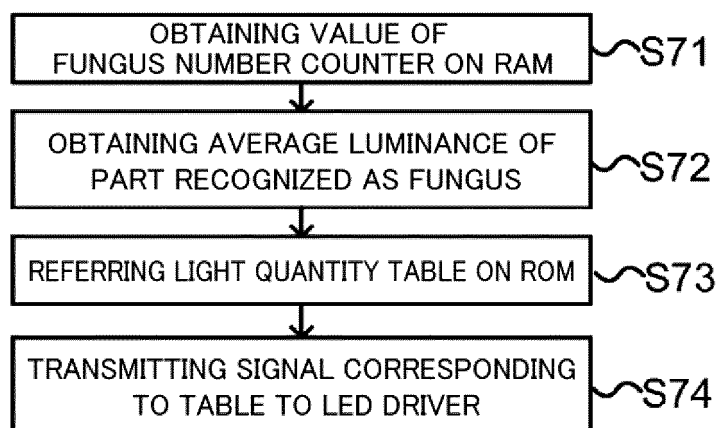 OBTAINING VALUE OF
FUNGUS NUMBER COUNTER ON RAM
S71
OBTAINING AVERAGE LUMINANCE OF
PART RECOGNIZED AS FUNGUS
S72
REFERRING LIGHT QUANTITY TABLE ON ROM
S73
TRANSMITTING SIGNAL CORRESPONDING
TO TABLE TO LED DRIVER
S74